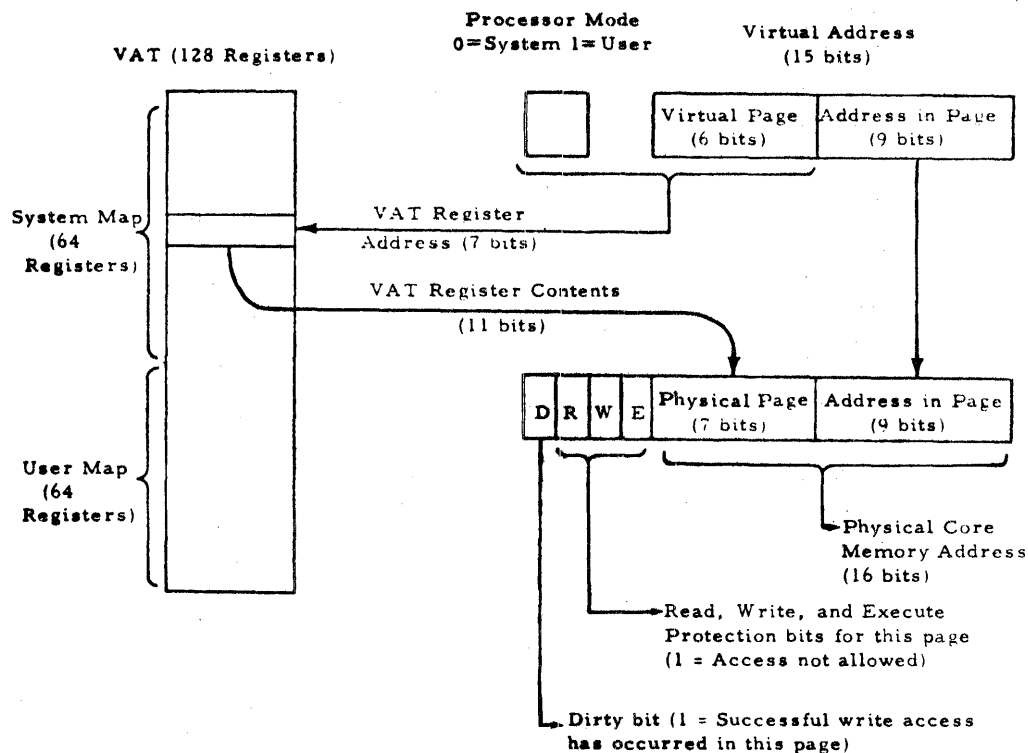 Processor Mode
0=System 1=User
Virtual Address
(15 bits)
VAT (128 Registers)
Virtual Page
(6 bits)
Address in Page
(9 bits)
System Map
(64
Registers)
VAT Register
Address (7 bits)
VAT Register Contents
(11 bits)
D R W E
Physical Page
(7 bits)
Address in Page
(9 bits)
User Map
(64
Registers)
Physical Core
Memory Address
(16 bits)
Read, Write, and Execute
Protection bits for this page
(1 = Access not allowed)
Dirty bit (1 = Successful write access
has occurred in this page)